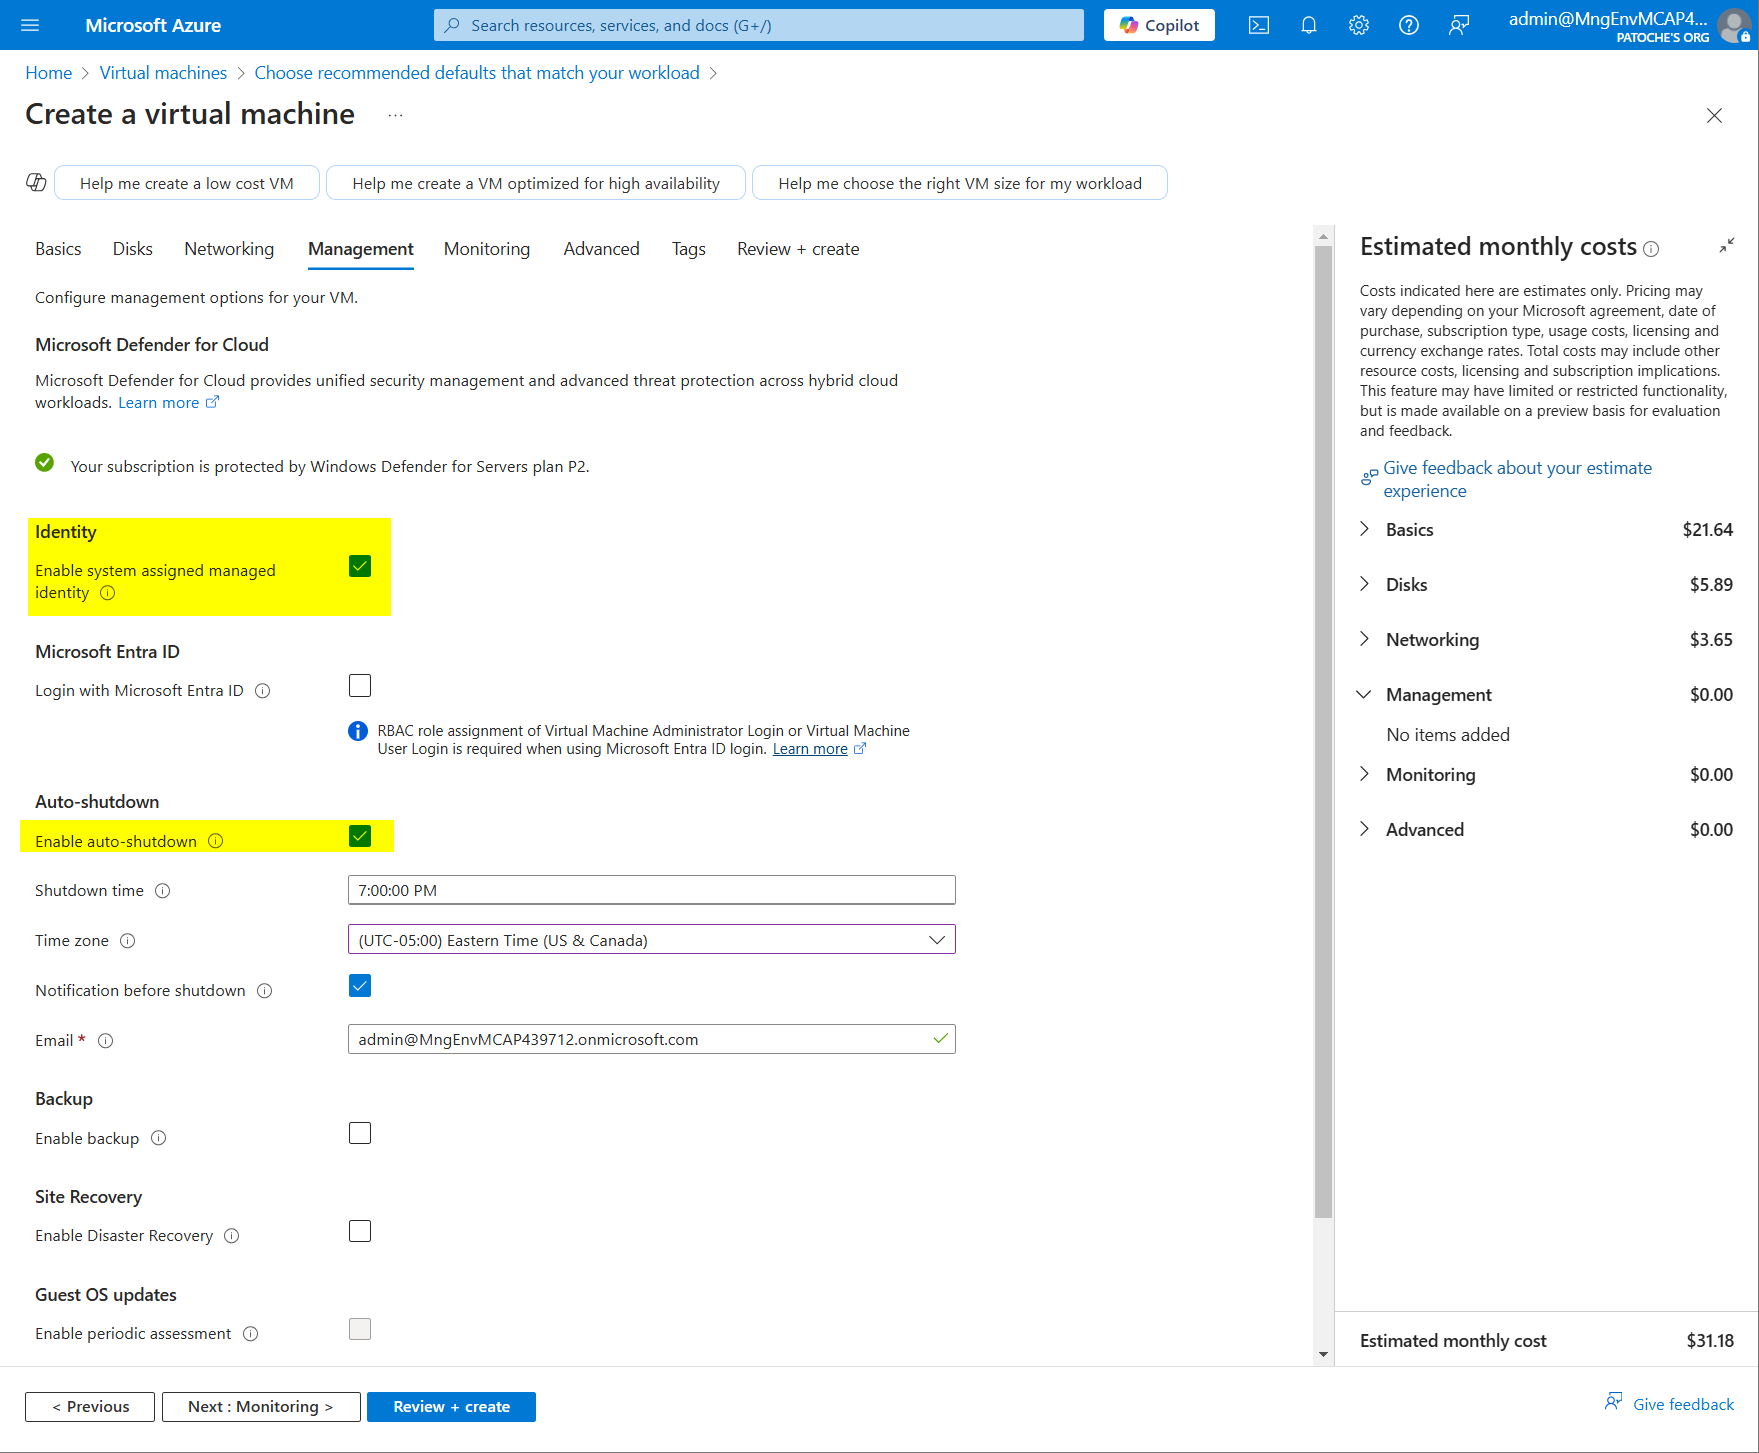 Microsoft Azure
Search resources, services, and docs (G+/)
Copilot
admin@MngEnvMCAP4...
PATOCHE'S ORG
Home > Virtual machines > Choose recommended defaults that match your workload >
Create a virtual machine ...
Help me create a low cost VM
Help me create a VM optimized for high availability
Help me choose the right VM size for my workload
Basics Disks Networking Management Monitoring Advanced Tags Review + create
Configure management options for your VM.
Microsoft Defender for Cloud
Microsoft Defender for Cloud provides unified security management and advanced threat protection across hybrid cloud
workloads. Learn more
Your subscription is protected by Windows Defender for Servers plan P2.
Identity
Enable system assigned managed
identity
Microsoft Entra ID
Login with Microsoft Entra ID
RBAC role assignment of Virtual Machine Administrator Login or Virtual Machine
User Login is required when using Microsoft Entra ID login. Learn more
Auto-shutdown
Enable auto-shutdown
Shutdown time
7:00:00 PM
Time zone
(UTC-05:00) Eastern Time (US & Canada)
Notification before shutdown
Email *
admin@MngEnvMCAP439712.onmicrosoft.com
Backup
Enable backup
Site Recovery
Enable Disaster Recovery
Guest OS updates
Enable periodic assessment
Estimated monthly costs
Costs indicated here are estimates only. Pricing may
vary depending on your Microsoft agreement, date of
purchase, subscription type, usage costs, licensing and
currency exchange rates. Total costs may include other
resource costs, licensing and subscription implications.
This feature may have limited or restricted functionality,
but is made available on a preview basis for evaluation
and feedback.
Give feedback about your estimate
experience
Basics $21.64
Disks $5.89
Networking $3.65
Management $0.00
No items added
Monitoring $0.00
Advanced $0.00
Estimated monthly cost $31.18
< Previous
Next : Monitoring >
Review + create
Give feedback